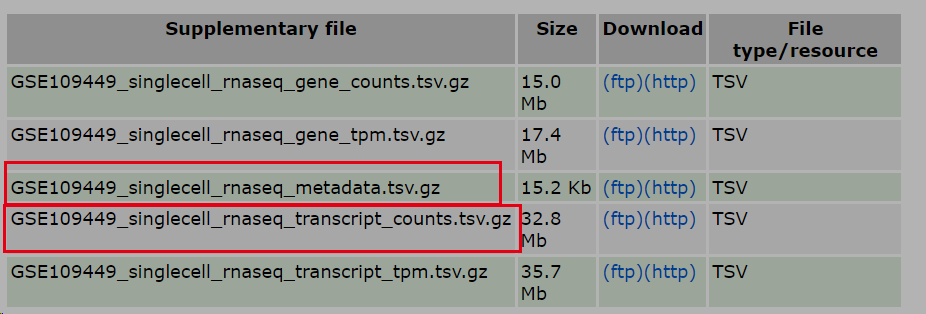 Supplementary file Size Download File type/resource
GSE109449_singlecell_rnaseq_gene_counts.tsv.gz 15.0 Mb (ftp)(http) TSV
GSE109449_singlecell_rnaseq_gene_tpm.tsv.gz 17.4 Mb (ftp)(http) TSV
GSE109449_singlecell_rnaseq_metadata.tsv.gz 15.2 Kb (ftp)(http) TSV
GSE109449_singlecell_rnaseq_transcript_counts.tsv.gz 32.8 Mb (ftp)(http) TSV
GSE109449_singlecell_rnaseq_transcript_tpm.tsv.gz 35.7 Mb (ftp)(http) TSV